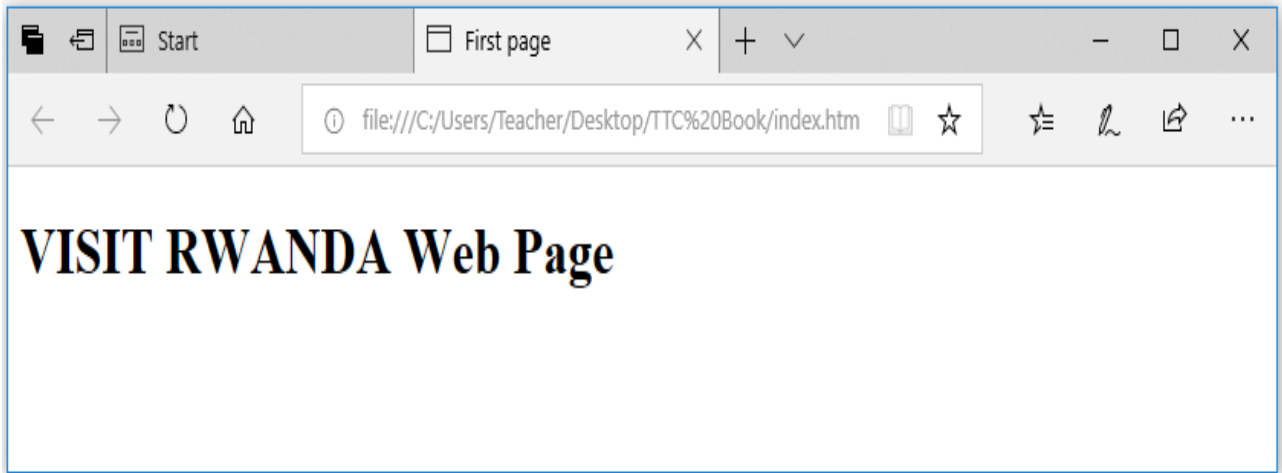 Start
First page
file:///C:/Users/Teacher/Desktop/TTC%20Book/index.htm
VISIT RWANDA Web Page